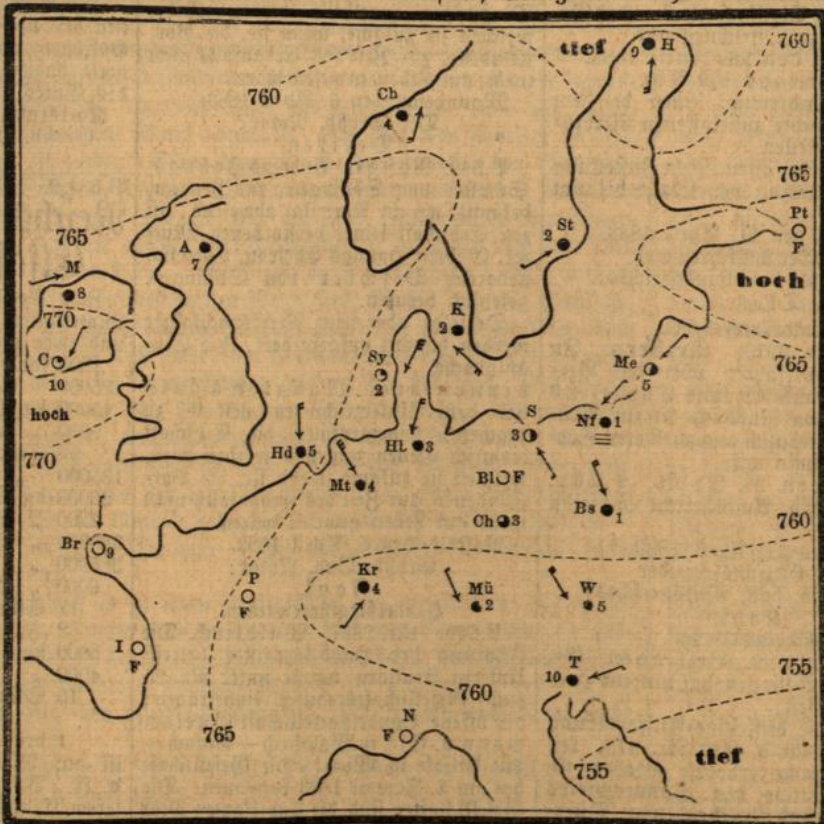 tief
9 H
760
760
Ch
4
765
Pt
F
St
2
765
A
7
M
8
hoch
770
K
2
C
10
Sy
2
Me
5
765
hoch
S
3
Nf 1
770
Hd 5
HL 3
Mt 4
Bl F
Bs
1
Ch 3
760
Br
9
P
F
Kr
4
Mü
2
W
5
I
F
T
10
755
760
765
N
F
755
tief